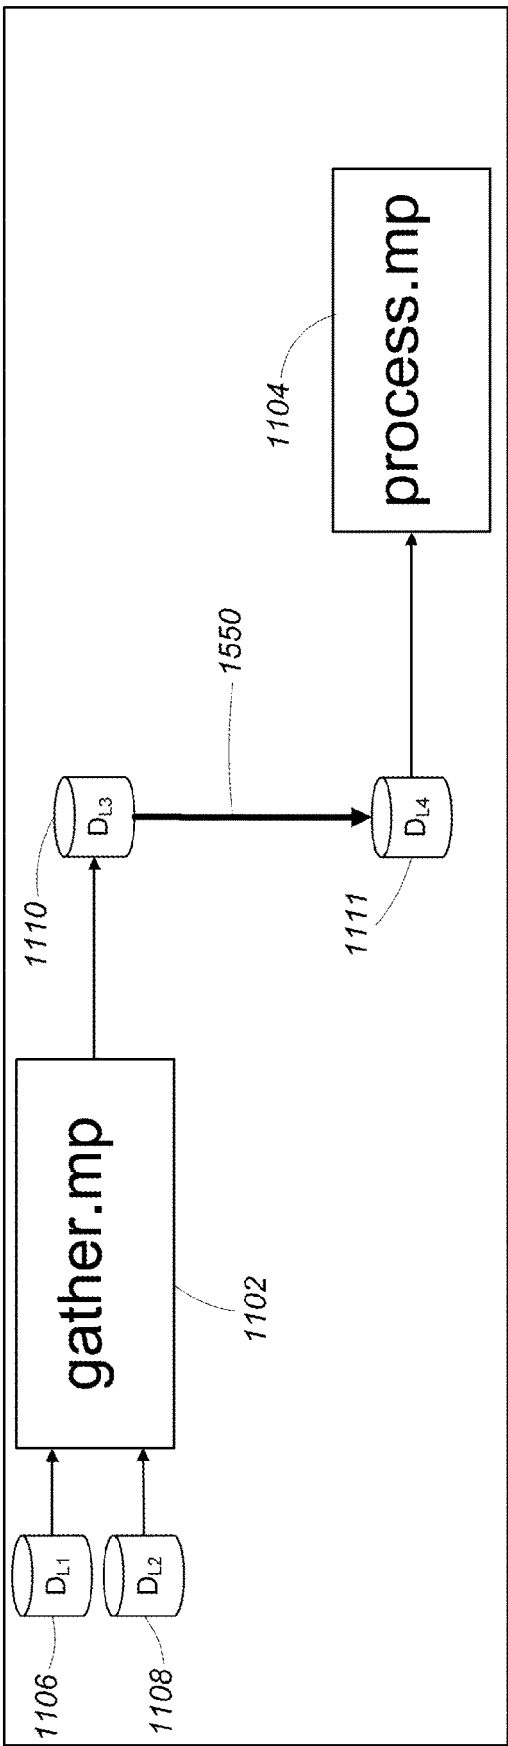 D_L1
1106
D_L2
1108
gather.mp
1102
D_L3
1110
1550
D_L4
1111
process.mp
1104